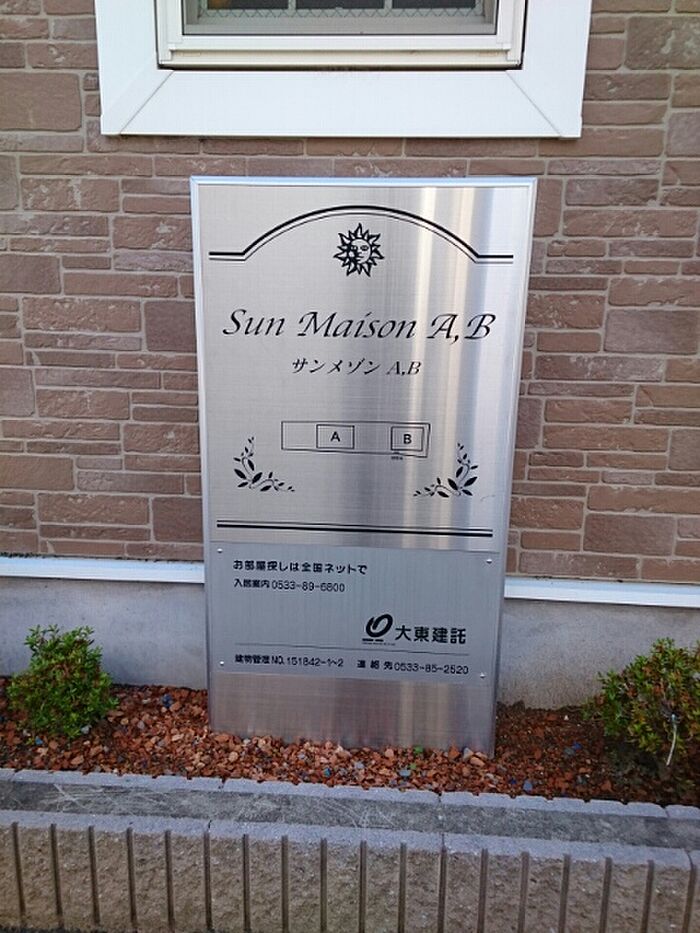 Sun Maison A,B
サンメゾン A,B
A B
お部屋探しは全国ネットで
入居案内 0533-89-6800
大東建託
建物管理NO.151842-1~2 連絡先 0533-85-2520